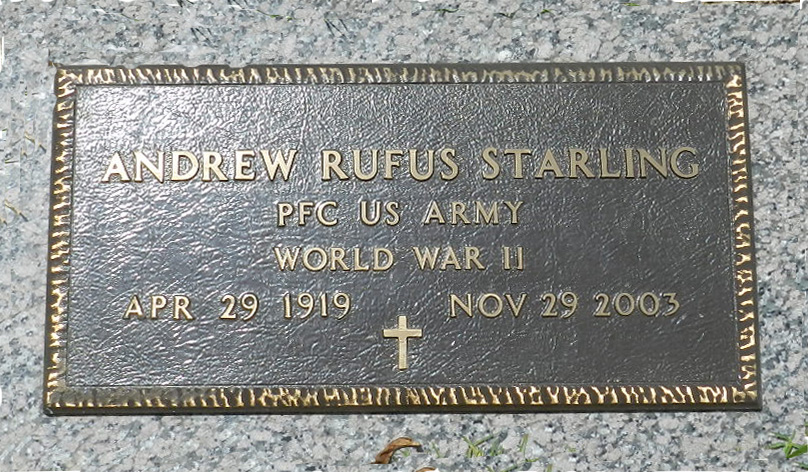 ANDREW RUFUS STARLING
PFC US ARMY
WORLD WAR II
APR 29 1919 NOV 29 2003